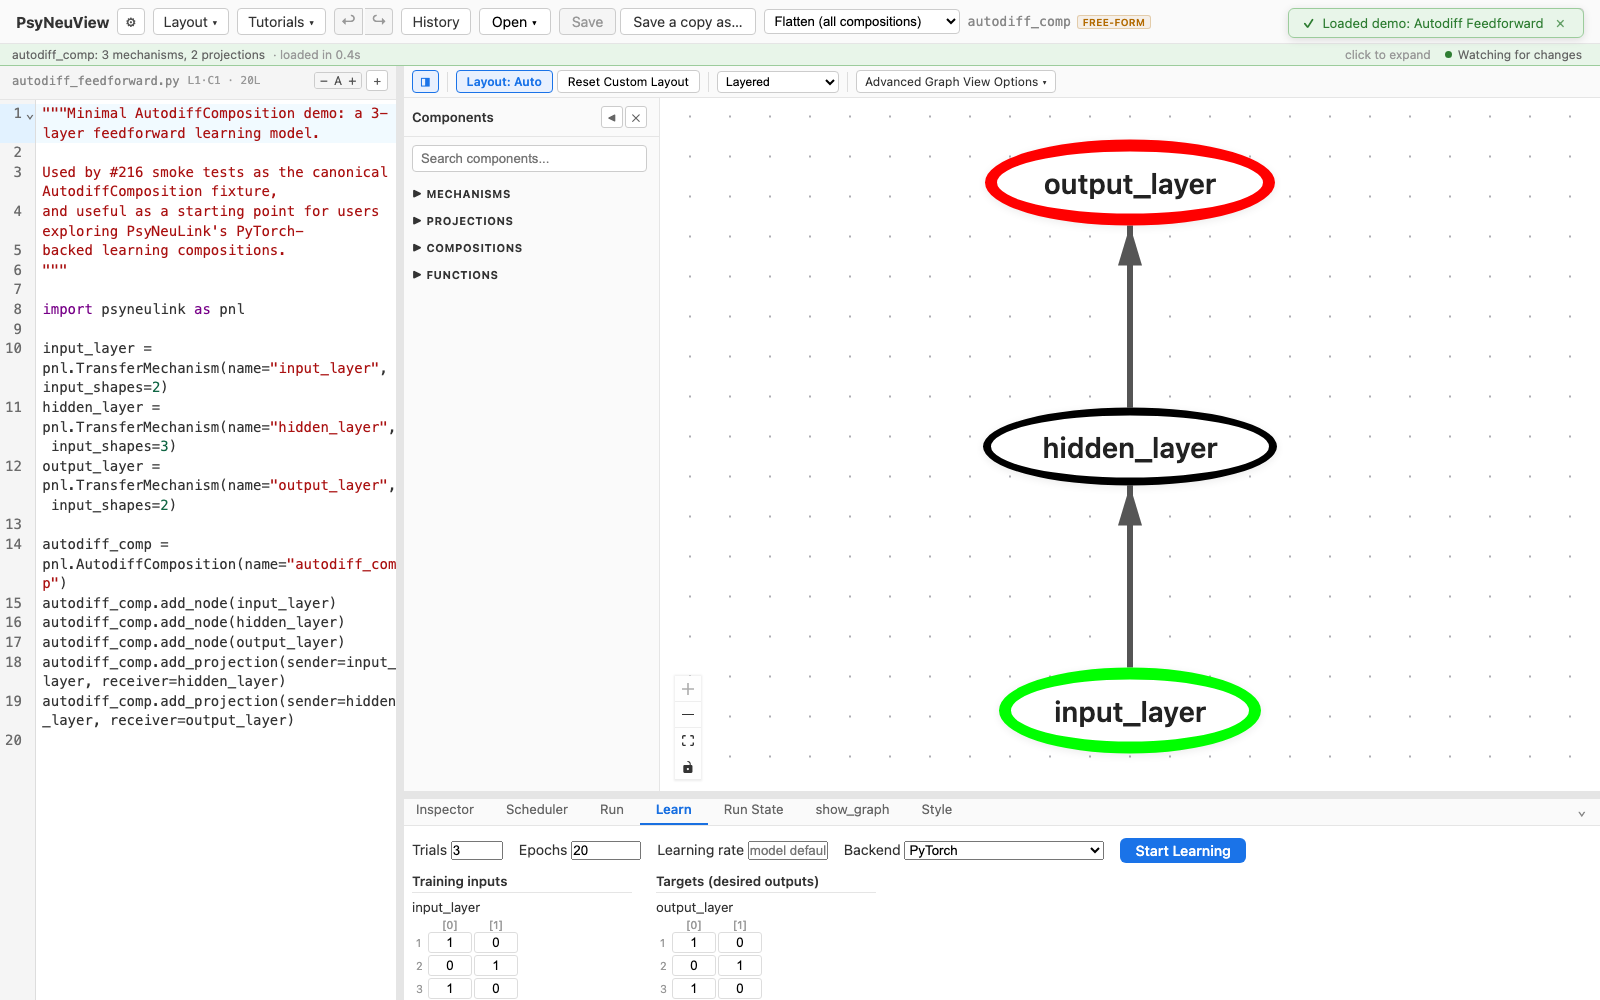 PsyNeuView ⚙ Layout ▾ Tutorials ▾ ↩ ↪ History Open ▾ Save Save a copy as... Flatten (all compositions) autodiff_comp FREE-FORM ✓ Loaded demo: Autodiff Feedforward ×
autodiff_comp: 3 mechanisms, 2 projections · loaded in 0.4s click to expand Watching for changes
autodiff_feedforward.py L1·C1 · 20L − A + +
Layout: Auto Reset Custom Layout Layered Advanced Graph View Options ▾
1 """Minimal AutodiffComposition demo: a 3-
layer feedforward learning model.
2
3 Used by #216 smoke tests as the canonical
AutodiffComposition fixture,
4 and useful as a starting point for users
exploring PsyNeuLink's PyTorch-
5 backed learning compositions.
6 """
7
8 import psyneulink as pnl
9
10 input_layer =
pnl.TransferMechanism(name="input_layer",
input_shapes=2)
11 hidden_layer =
pnl.TransferMechanism(name="hidden_layer",
input_shapes=3)
12 output_layer =
pnl.TransferMechanism(name="output_layer",
input_shapes=2)
13
14 autodiff_comp =
pnl.AutodiffComposition(name="autodiff_com
p")
15 autodiff_comp.add_node(input_layer)
16 autodiff_comp.add_node(hidden_layer)
17 autodiff_comp.add_node(output_layer)
18 autodiff_comp.add_projection(sender=input_
layer, receiver=hidden_layer)
19 autodiff_comp.add_projection(sender=hidden
_layer, receiver=output_layer)
20
Components ◀ ×
Search components...
▶ MECHANISMS
▶ PROJECTIONS
▶ COMPOSITIONS
▶ FUNCTIONS
output_layer
hidden_layer
input_layer
Inspector Scheduler Run Learn Run State show_graph Style
Trials 3 Epochs 20 Learning rate model defaul Backend PyTorch Start Learning
Training inputs Targets (desired outputs)
input_layer output_layer
[0] [1] [0] [1]
1 1 0 1 1 0
2 0 1 2 0 1
3 1 0 3 1 0